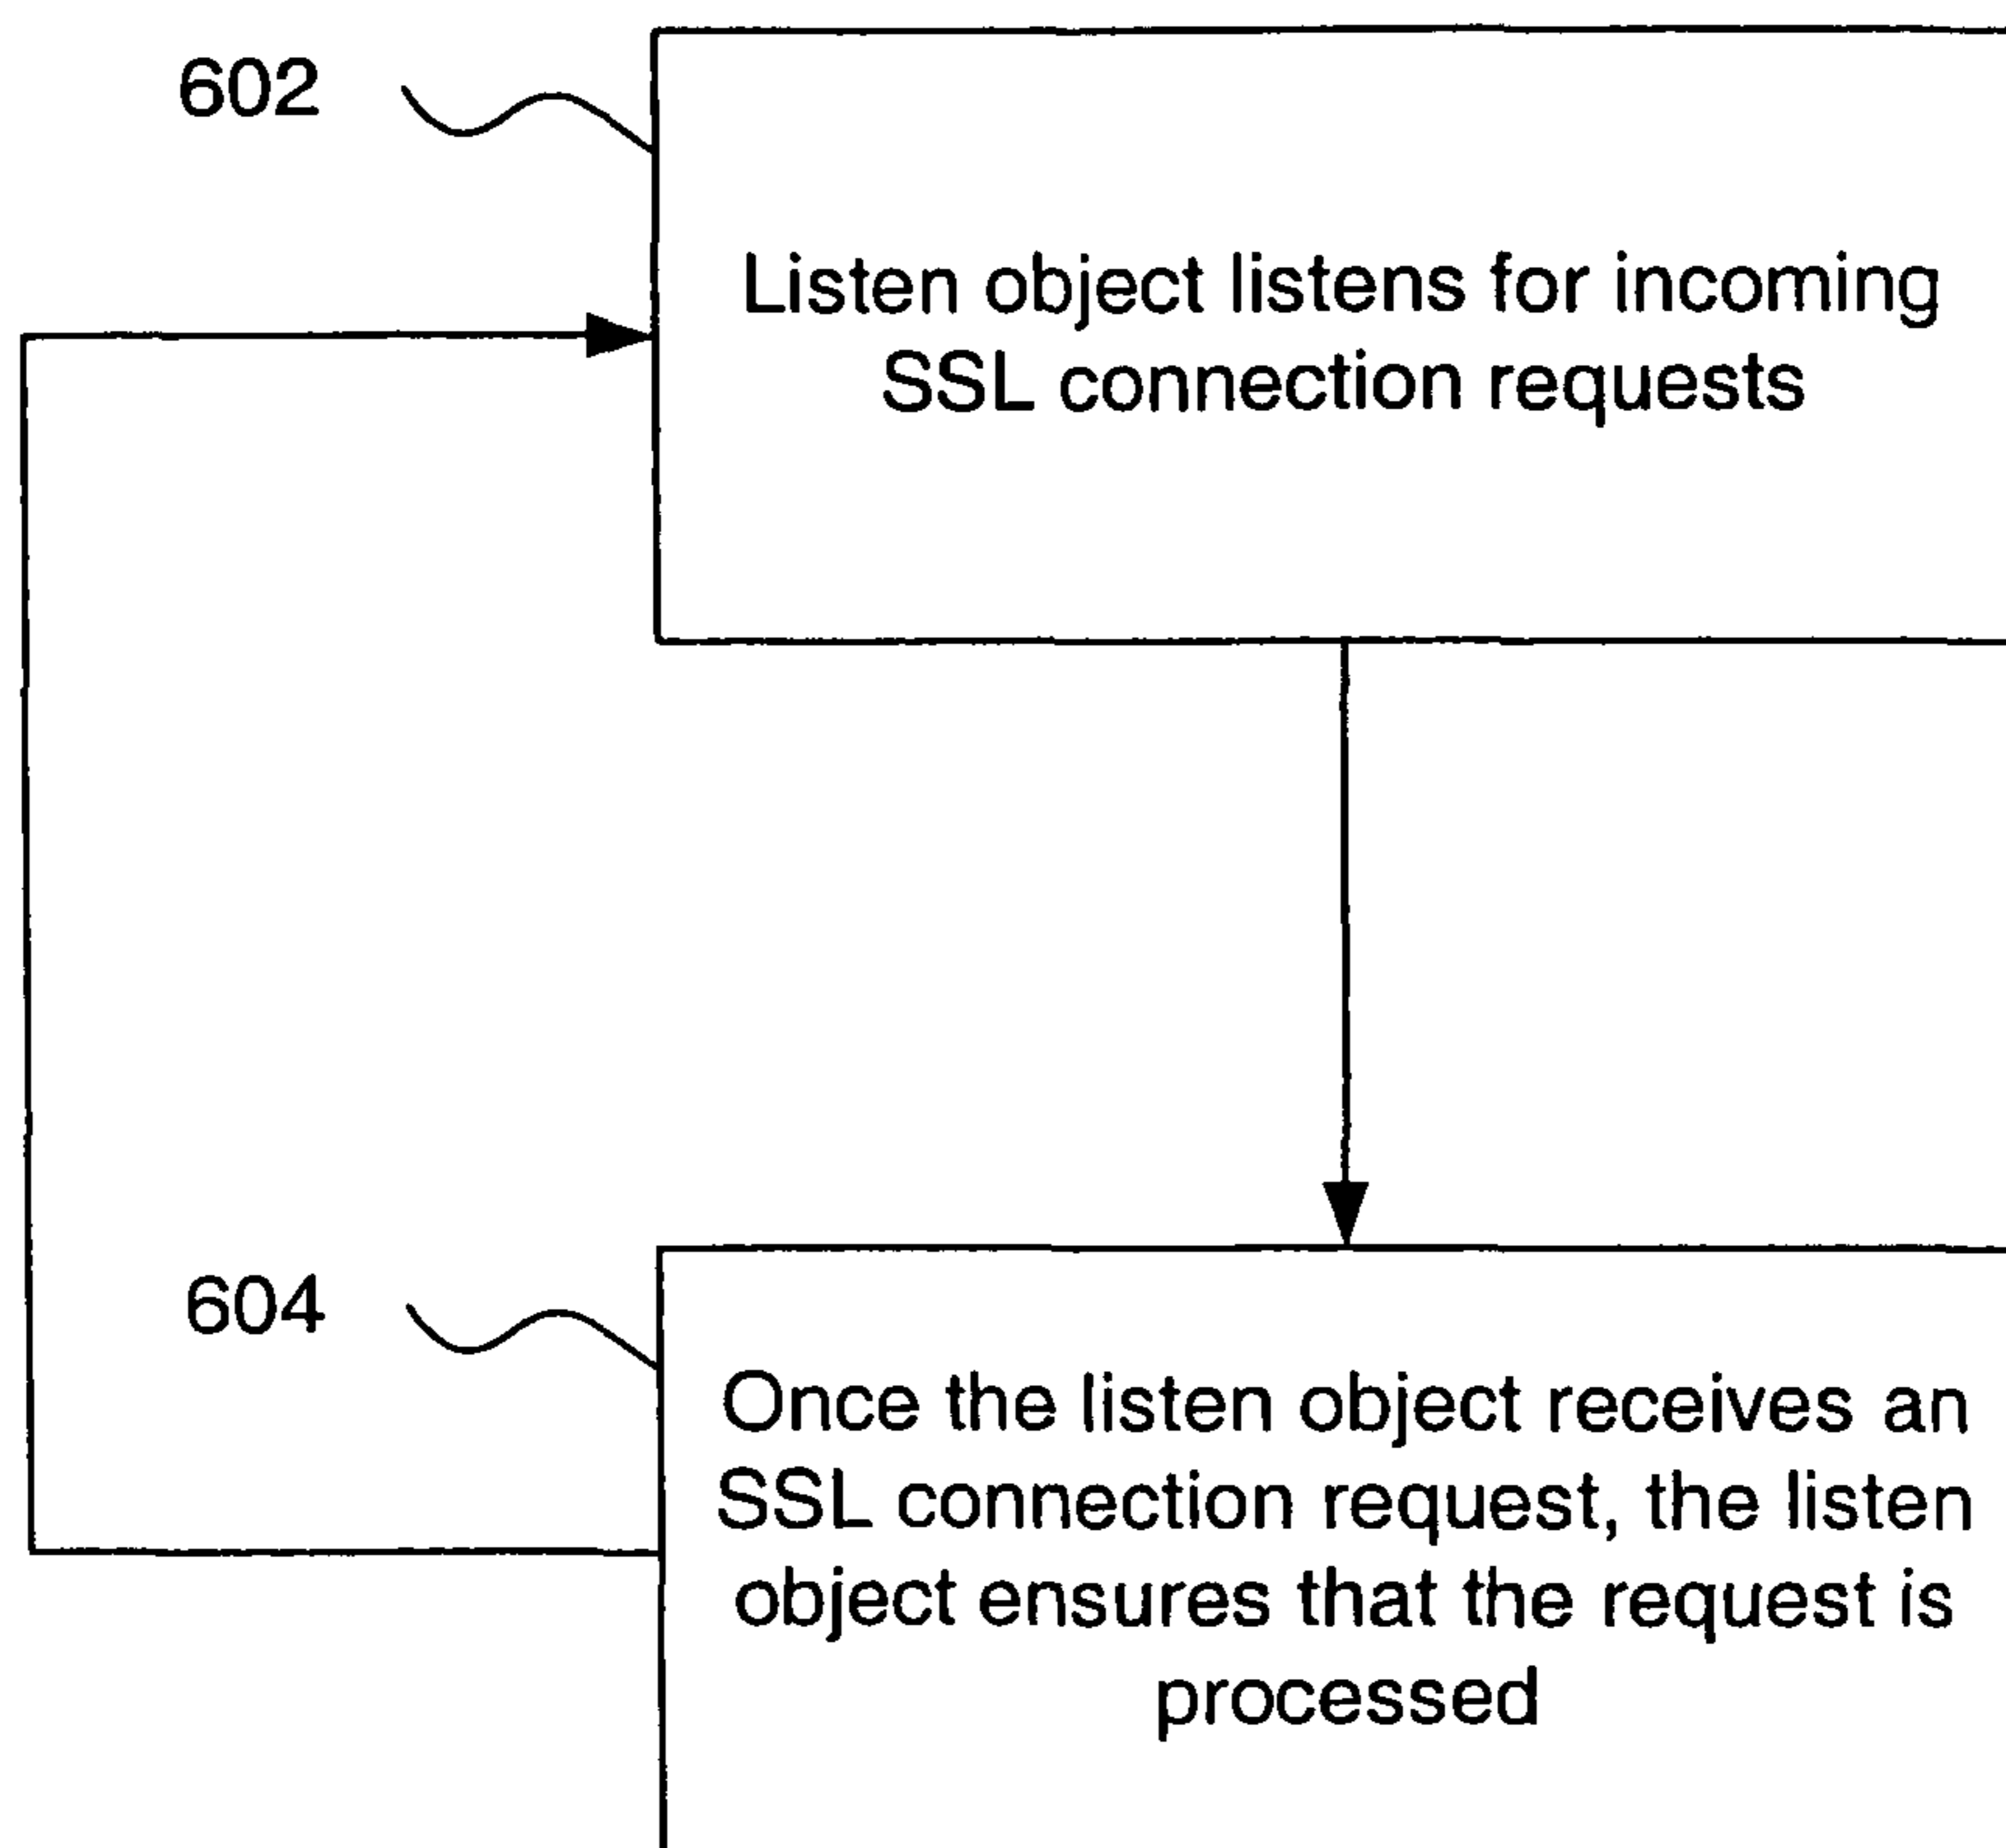 602
Listen object listens for incoming
SSL connection requests
604
Once the listen object receives an
SSL connection request, the listen
object ensures that the request is
processed